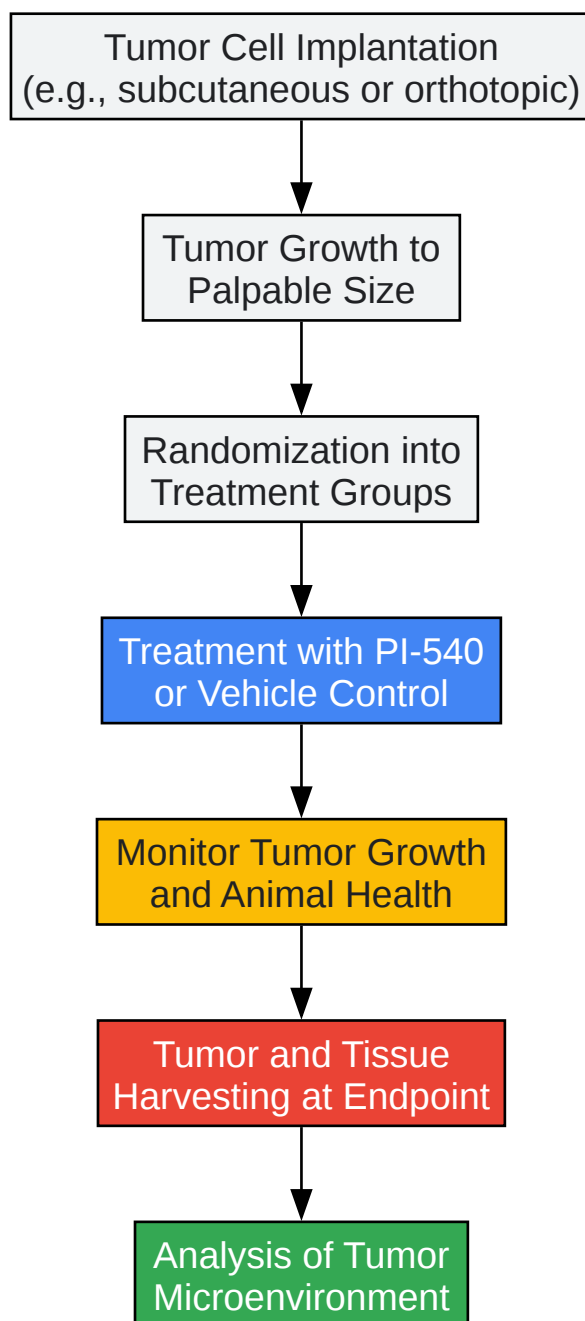 Tumor Cell Implantation
(e.g., subcutaneous or orthotopic)
Tumor Growth to
Palpable Size
Randomization into
Treatment Groups
Treatment with PI-540
or Vehicle Control
Monitor Tumor Growth
and Animal Health
Tumor and Tissue
Harvesting at Endpoint
Analysis of Tumor
Microenvironment